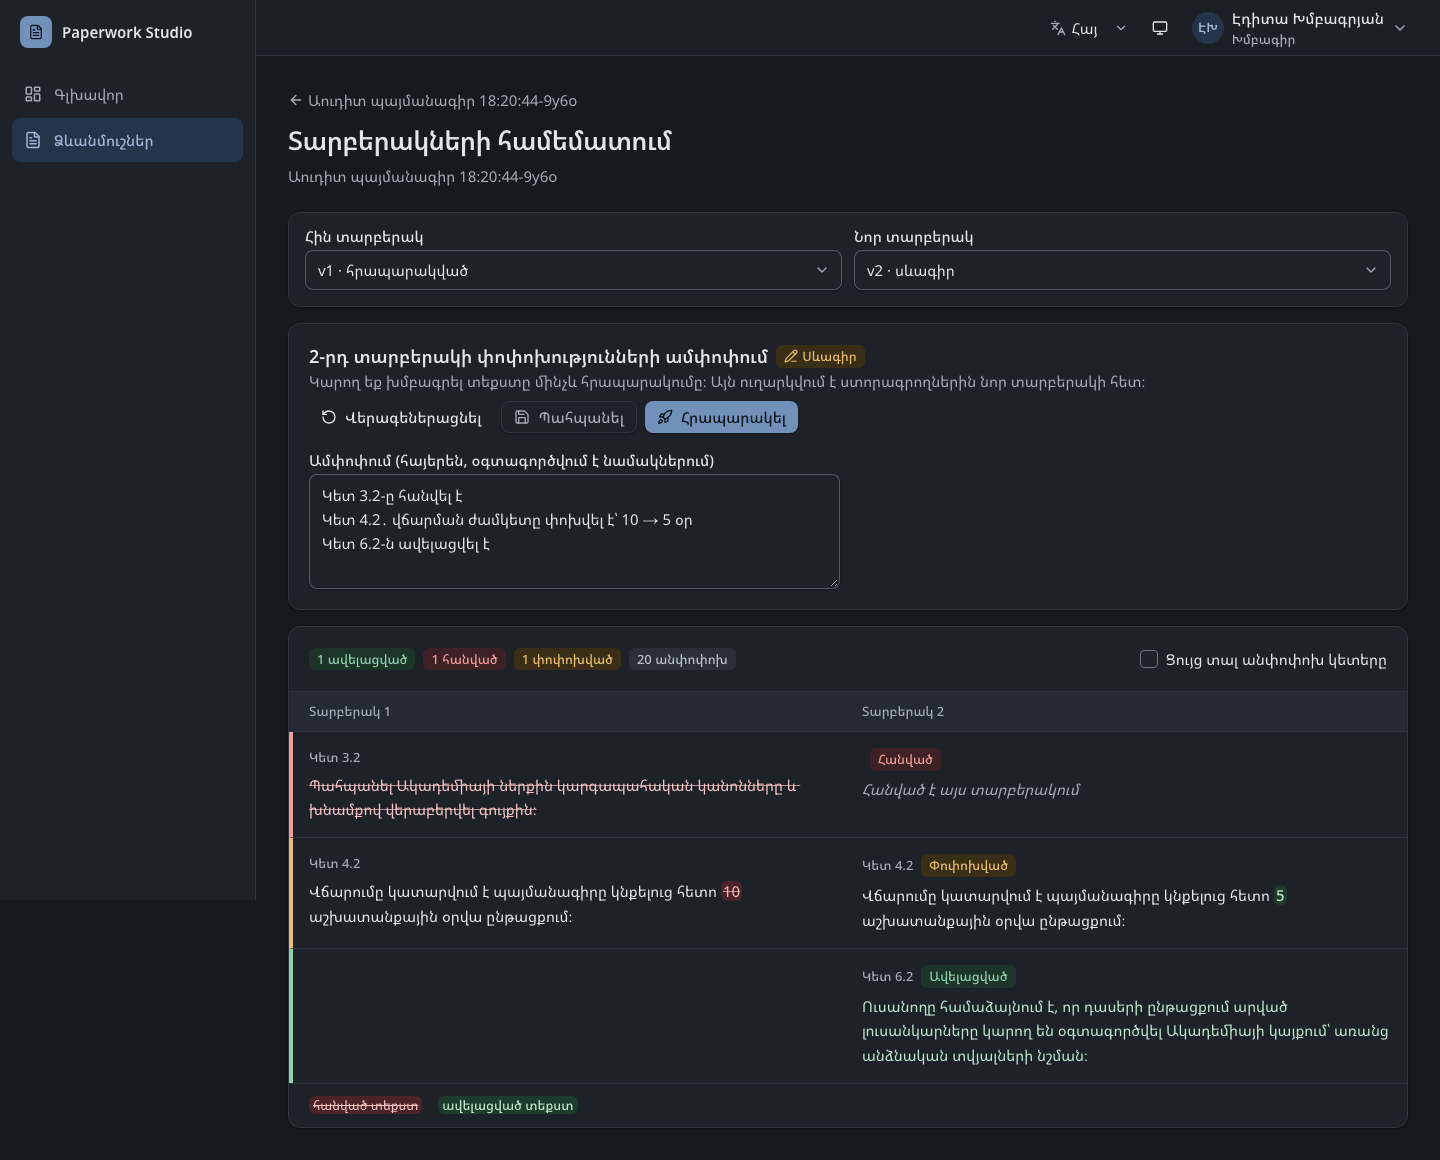 Paperwork Studio
Հայ
ԷԽ
Էդիտա Խմբագրյան
Խմբագիր
Գլխավոր
Ձևանմուշներ
← Աուդիտ պայմանագիր 18:20:44-9y6o
Տարբերակների համեմատում
Աուդիտ պայմանագիր 18:20:44-9y6o
Հին տարբերակ
Նոր տարբերակ
v1 · հրապարակված
v2 · սևագիր
2-րդ տարբերակի փոփոխությունների ամփոփում Սևագիր
Կարող եք խմբագրել տեքստը մինչև հրապարակումը։ Այն ուղարկվում է ստորագրողներին նոր տարբերակի հետ։
Վերագեներացնել Պահպանել Հրապարակել
Ամփոփում (հայերեն, օգտագործվում է նամակներում)
Կետ 3.2-ը հանվել է
Կետ 4.2․ վճարման ժամկետը փոխվել է՝ 10 → 5 օր
Կետ 6.2-ն ավելացվել է
1 ավելացված 1 հանված 1 փոփոխված 20 անփոփոխ
Ցույց տալ անփոփոխ կետերը
Տարբերակ 1
Տարբերակ 2
Կետ 3.2
Պահպանել Ակադեմիայի ներքին կարգապահական կանոնները և
խնամքով վերաբերվել գույքին։
Հանված
Հանված է այս տարբերակում
Կետ 4.2
Վճարումը կատարվում է պայմանագիրը կնքելուց հետո 10
աշխատանքային օրվա ընթացքում։
Կետ 4.2 Փոփոխված
Վճարումը կատարվում է պայմանագիրը կնքելուց հետո 5
աշխատանքային օրվա ընթացքում։
Կետ 6.2 Ավելացված
Ուսանողը համաձայնում է, որ դասերի ընթացքում արված
լուսանկարները կարող են օգտագործվել Ակադեմիայի կայքում՝ առանց
անձնական տվյալների նշման։
հանված տեքստ ավելացված տեքստ